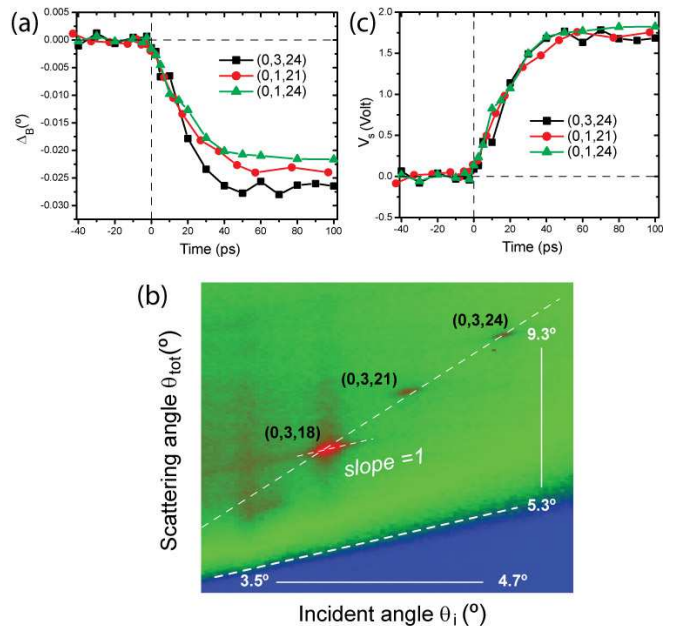 (a)
0.005
0.000
-0.005
-0.010
-0.015
-0.020
-0.025
-0.030
Δ_B(º)
(0,3,24)
(0,1,21)
(0,1,24)
-40 -20 0 20 40 60 80 100
Time (ps)
(c)
2.0
1.5
1.0
0.5
0.0
-0.5
V_s (Volt)
(0,3,24)
(0,1,21)
(0,1,24)
-40 -20 0 20 40 60 80 100
Time (ps)
(b)
Scattering angle θ_tot(º)
(0,3,24)
9.3º
(0,3,21)
(0,3,18)
slope =1
5.3º
3.5º
4.7º
Incident angle θ_i (º)